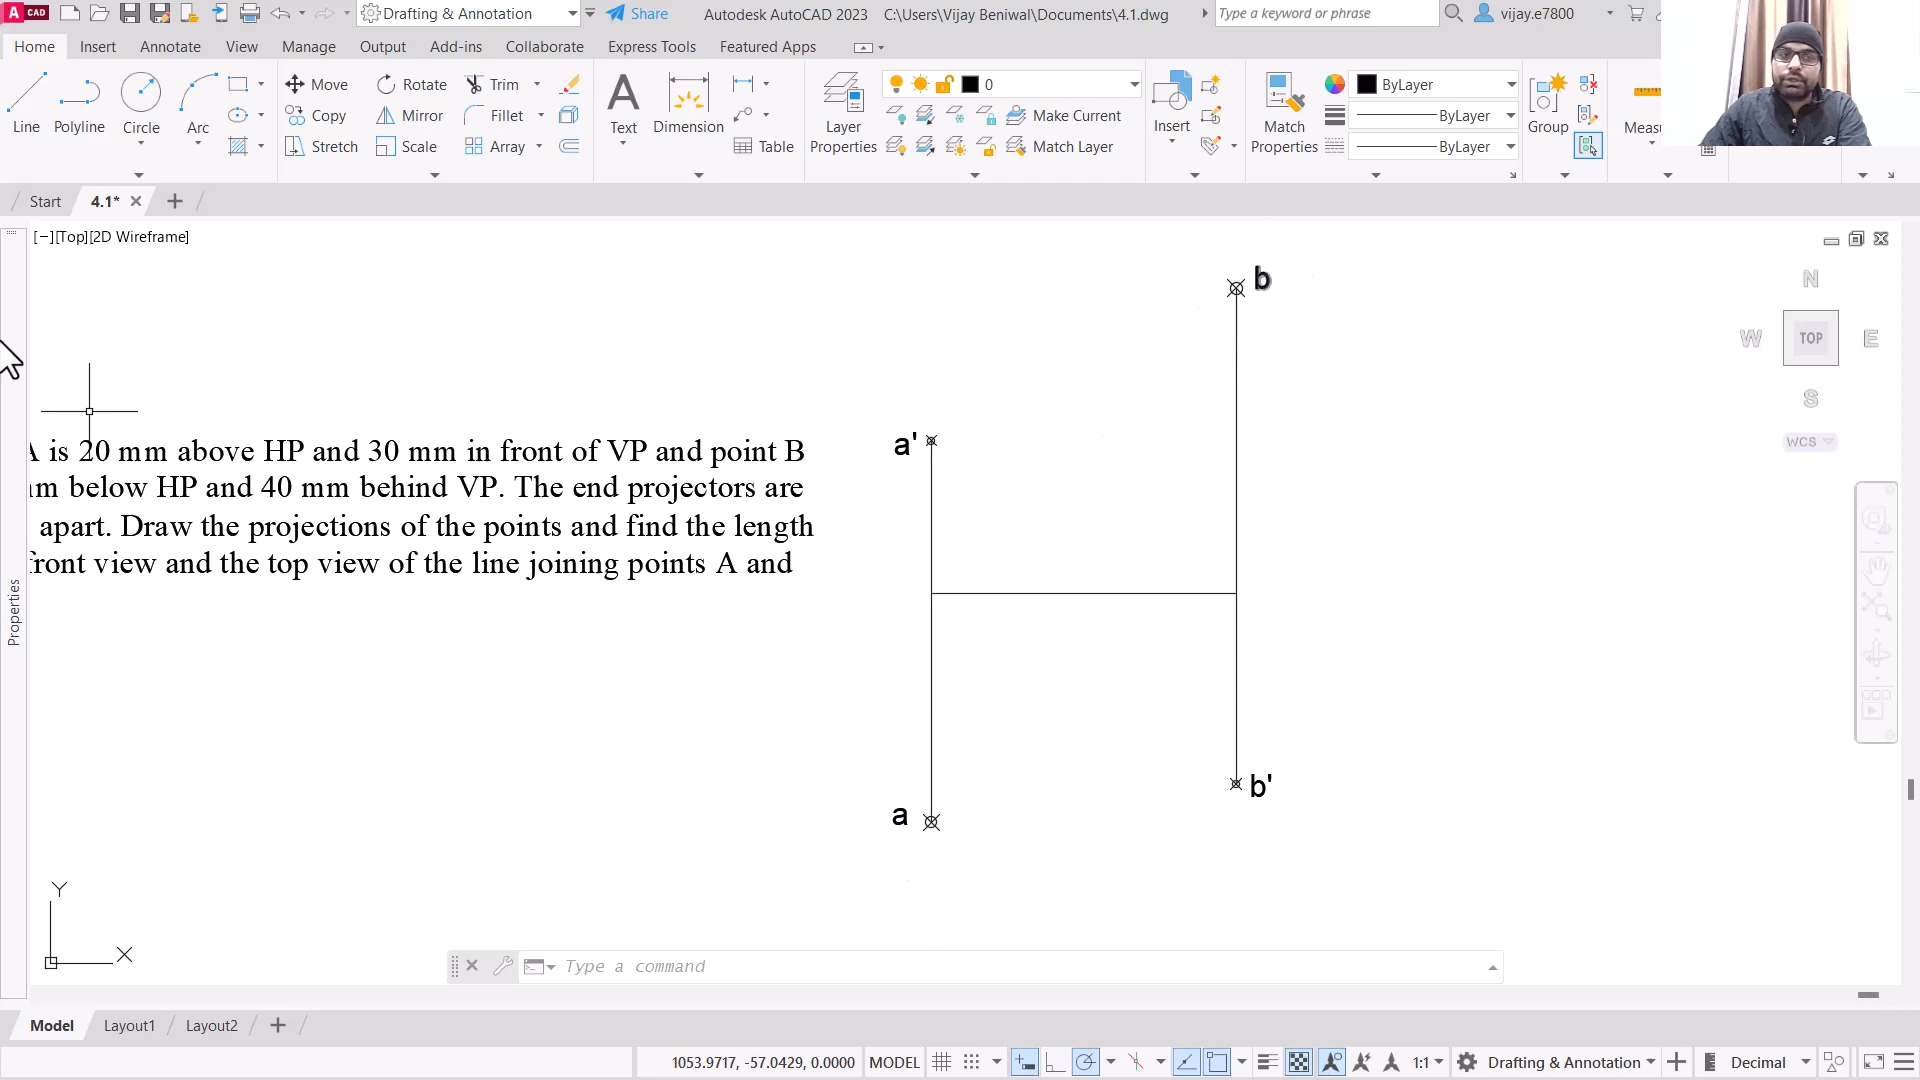 A CAD
Drafting & Annotation
Share
Autodesk AutoCAD 2023 C:\Users\Vijay Beniwal\Documents\4.1.dwg
Type a keyword or phrase
vijay.e7800
Home Insert Annotate View Manage Output Add-ins Collaborate Express Tools Featured Apps
Line Polyline Circle Arc
Move Rotate Trim
Copy Mirror Fillet
Stretch Scale Array
Text Dimension Table
Layer Properties
0
Make Current
Match Layer
Insert
Match Properties
ByLayer
ByLayer
ByLayer
Group
Start 4.1*
[−][Top][2D Wireframe]
N
W TOP E
S
WCS
b
a'
A is 20 mm above HP and 30 mm in front of VP and point B
m below HP and 40 mm behind VP. The end projectors are
apart. Draw the projections of the points and find the length
front view and the top view of the line joining points A and
b'
a
Properties
Y
X
Type a command
Model Layout1 Layout2
1053.9717, -57.0429, 0.0000 MODEL 1:1 Drafting & Annotation Decimal